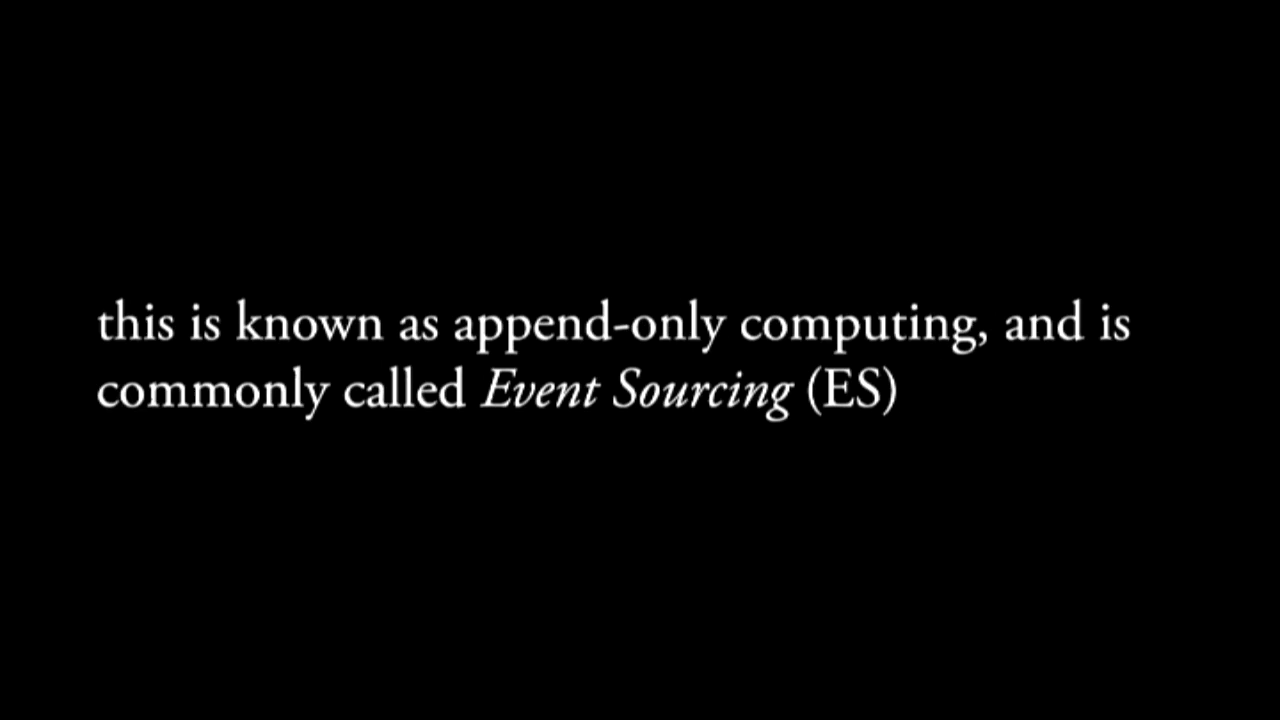 this is known as append-only computing, and is
commonly called Event Sourcing (ES)